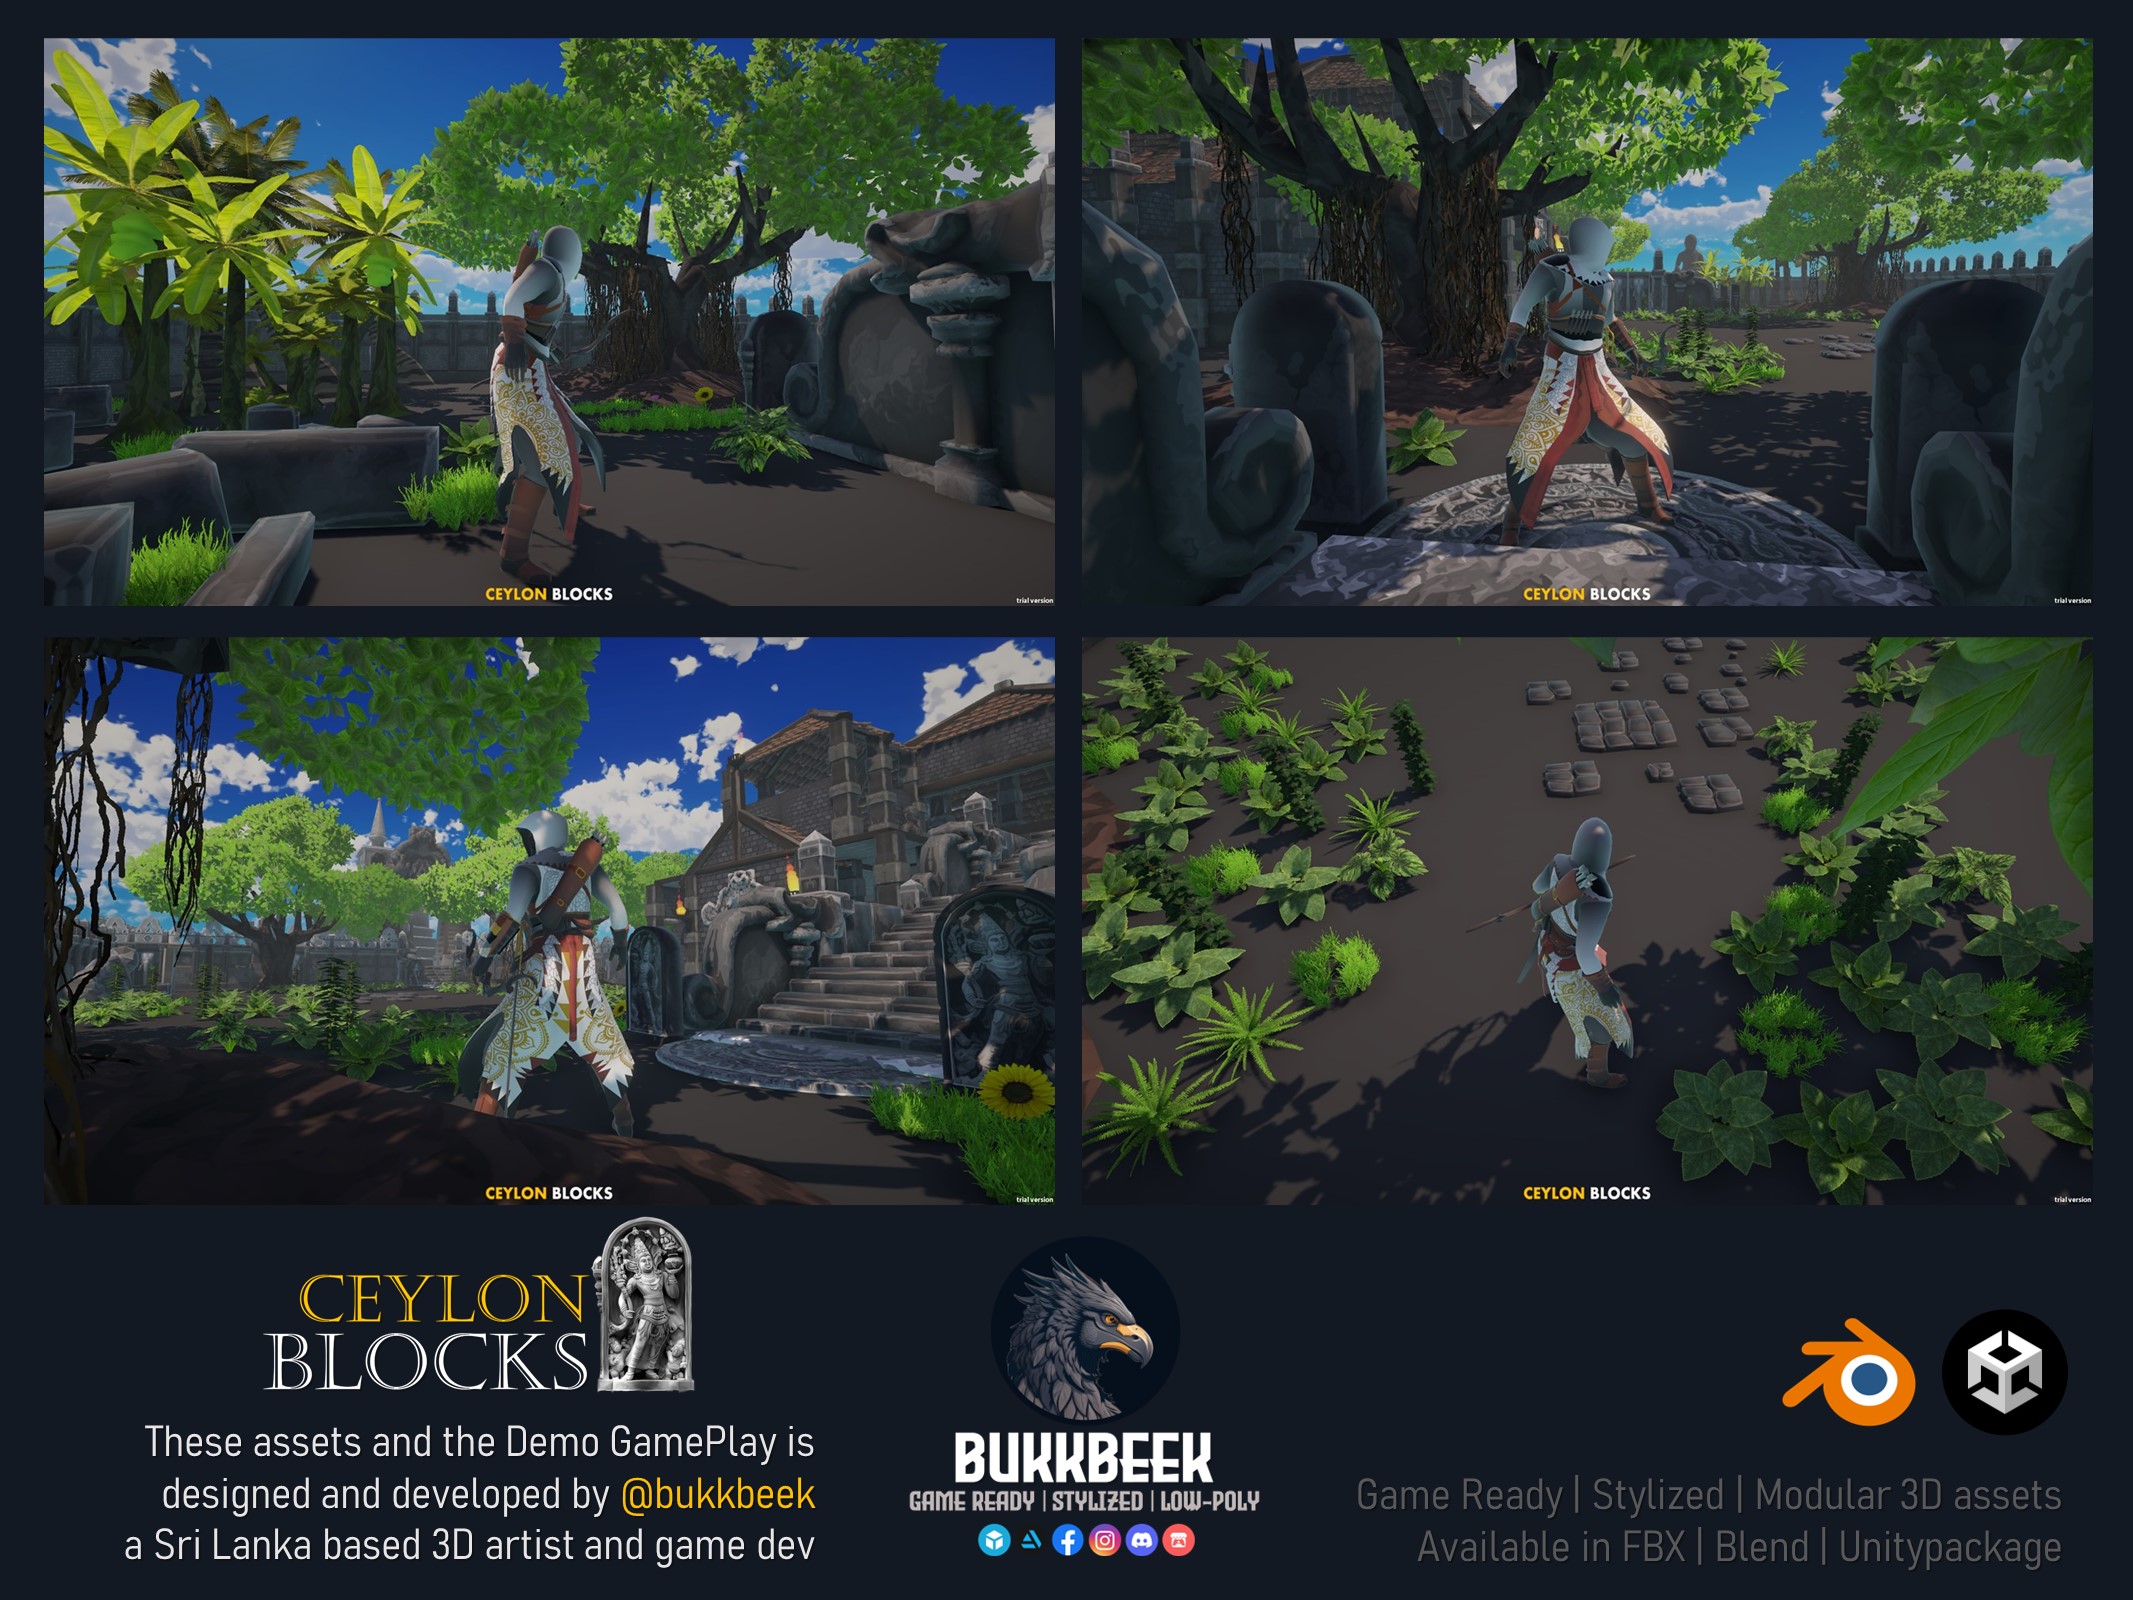 CEYLON BLOCKS
trial version
CEYLON BLOCKS
trial version
CEYLON BLOCKS
trial version
CEYLON BLOCKS
trial version
CEYLON
BLOCKS
These assets and the Demo GamePlay is
designed and developed by @bukkbeek
a Sri Lanka based 3D artist and game dev
BUKKBEEK
GAME READY | STYLIZED | LOW-POLY
Game Ready | Stylized | Modular 3D assets
Available in FBX | Blend | Unitypackage